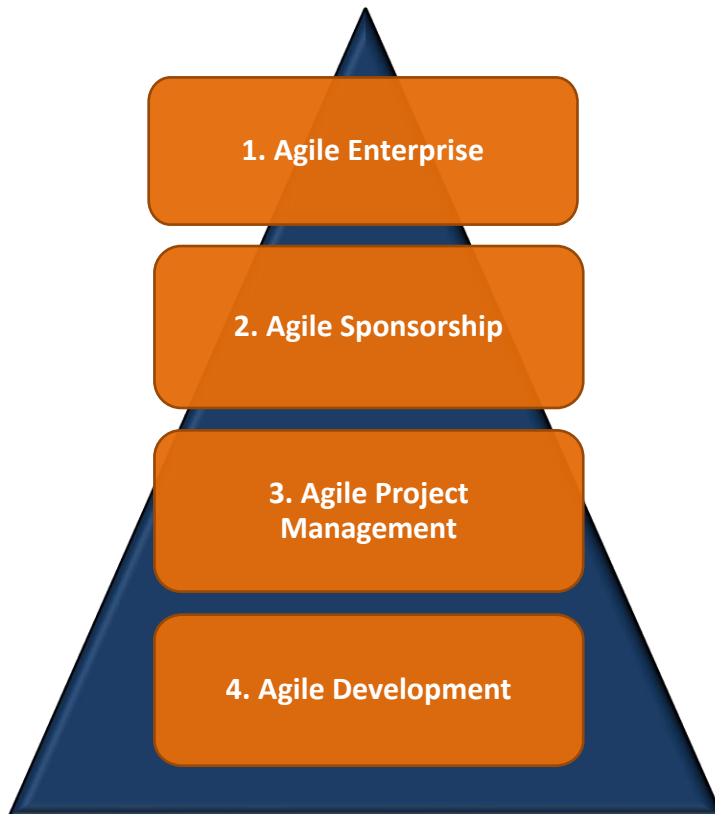 1. Agile Enterprise
2. Agile Sponsorship
3. Agile Project
Management
4. Agile Development